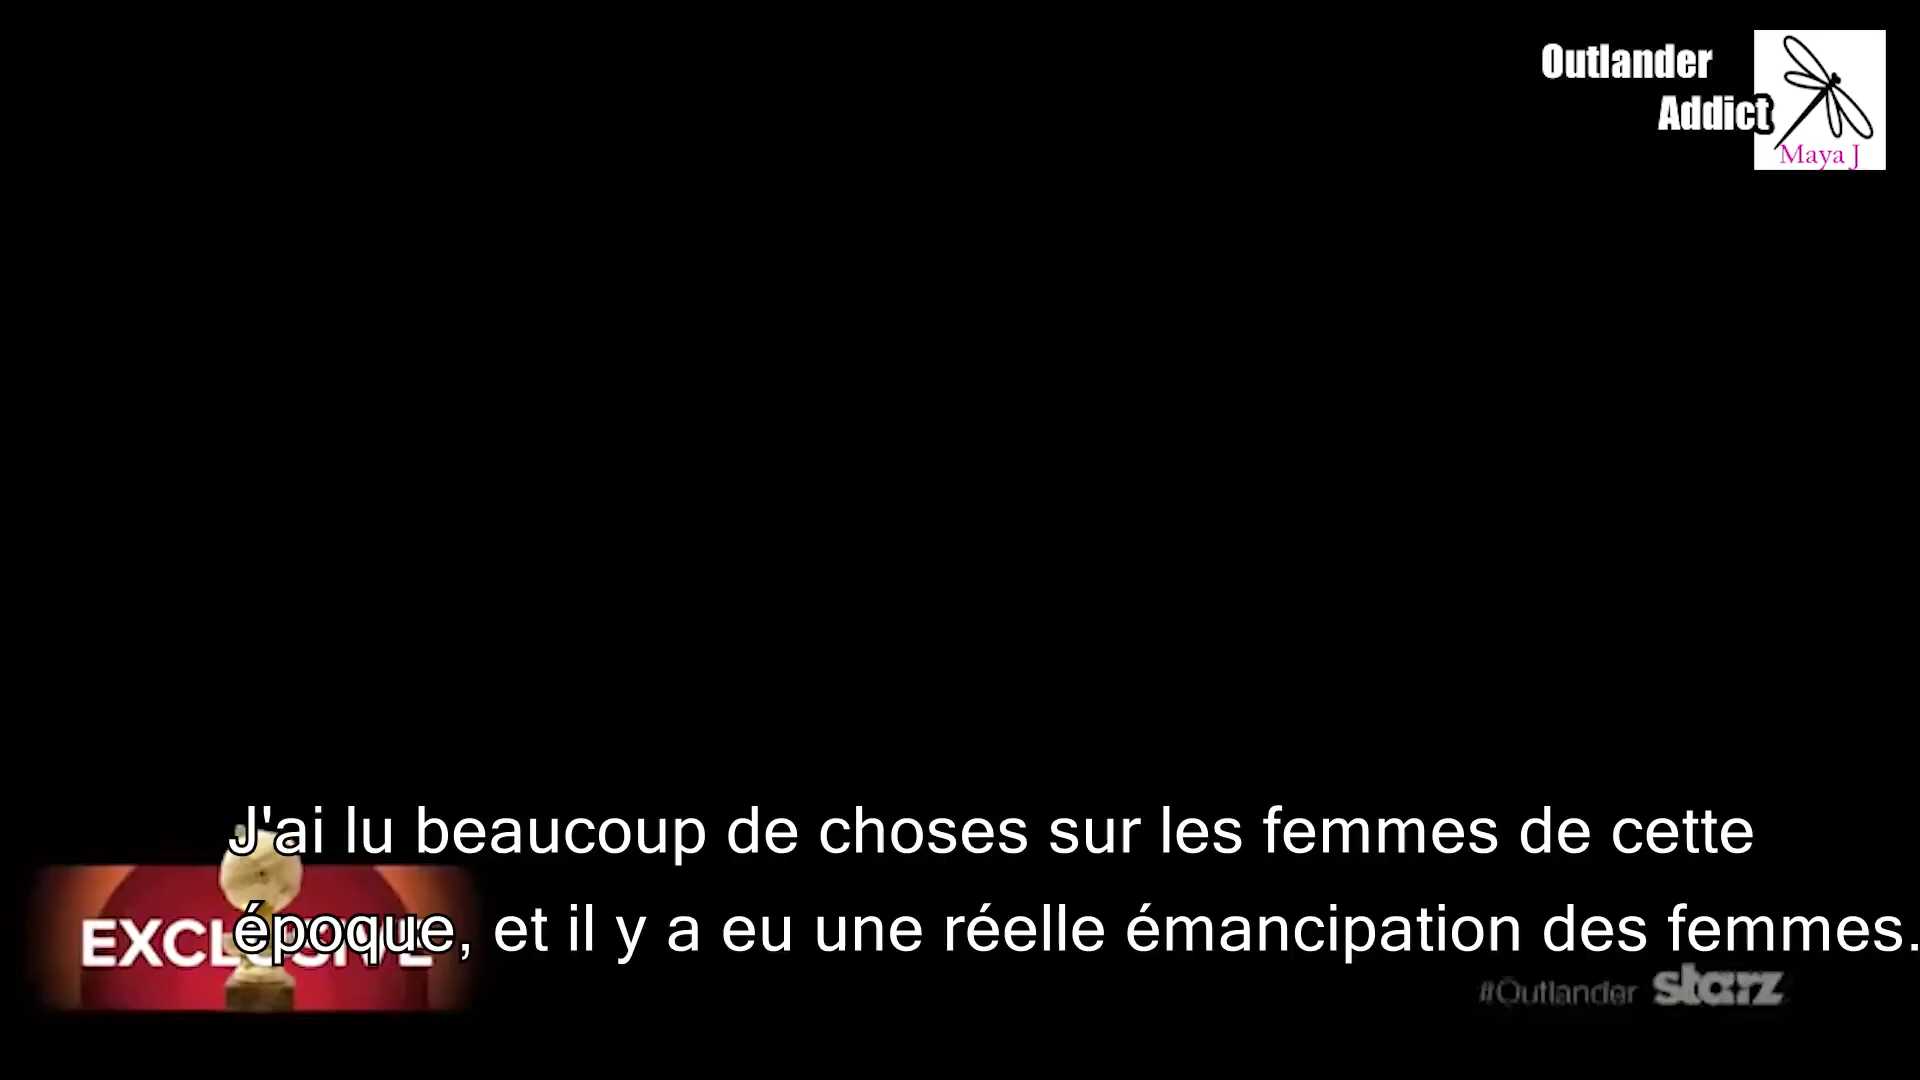 Outlander
Addict
Maya J
J'ai lu beaucoup de choses sur les femmes de cette
époque, et il y a eu une réelle émancipation des femmes.
EXCLUSIVE
#Outlander starz